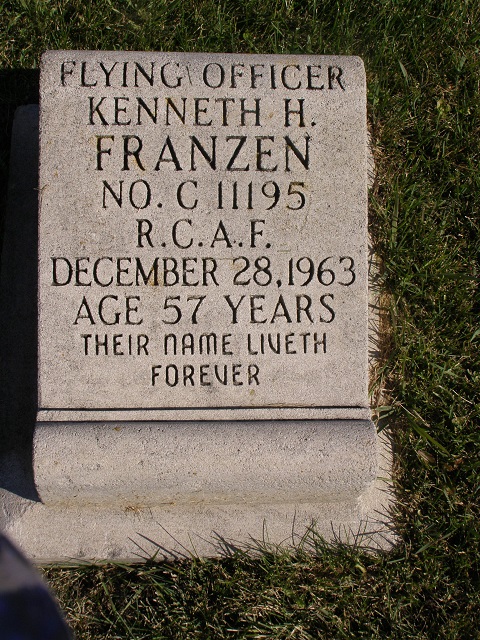 FLYING OFFICER
KENNETH H.
FRANZEN
NO. C 11195
R.C.A.F.
DECEMBER 28, 1963
AGE 57 YEARS
THEIR NAME LIVETH
FOREVER